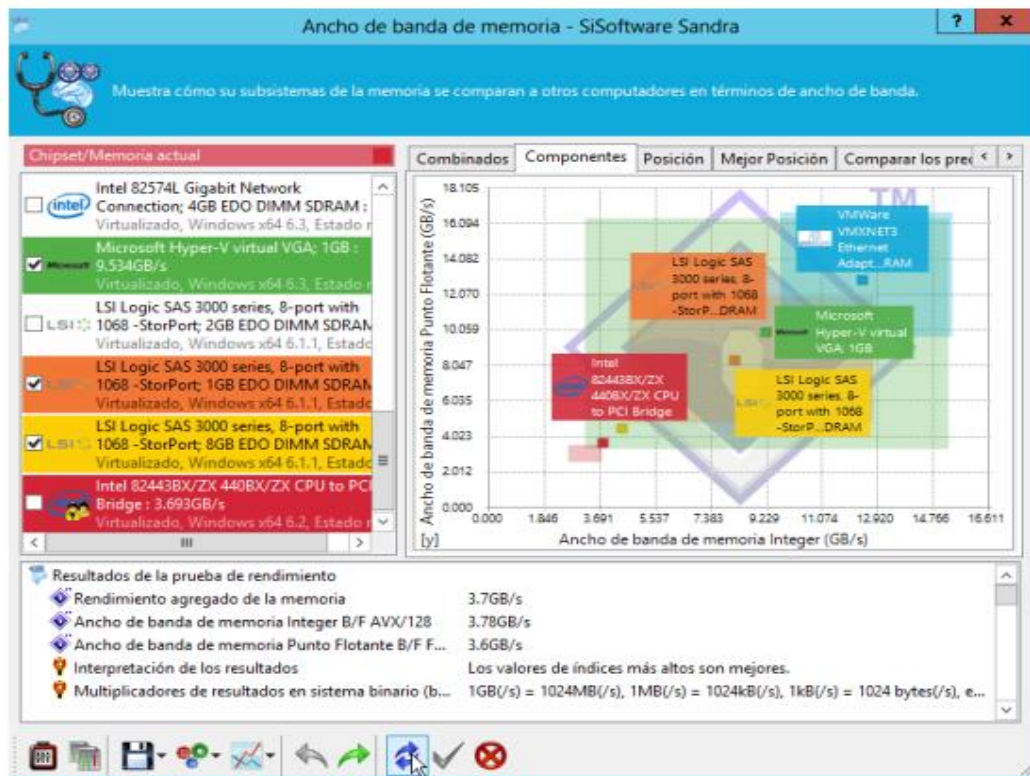 Ancho de banda de memoria - SiSoftware Sandra
?
x
Muestra cómo su subsistemas de la memoria se comparan a otros computadores en términos de ancho de banda.
Chipset/Memoria actual
Intel 82574L Gigabit Network
Connection; 4GB EDO DIMM SDRAM :
Virtualizado, Windows x64 6.3, Estado
Microsoft Hyper-V virtual VGA; 1GB :
9.534GB/s
Virtualizado, Windows x64 6.3, Estado
LSI Logic SAS 3000 series, 8-port with
1068 -StorPort; 2GB EDO DIMM SDRAM
Virtualizado, Windows x64 6.1.1, Estado
LSI Logic SAS 3000 series, 8-port with
1068 -StorPort; 1GB EDO DIMM SDRAM
Virtualizado, Windows x64 6.1.1, Estado
LSI Logic SAS 3000 series, 8-port with
1068 -StorPort; 8GB EDO DIMM SDRAM
Virtualizado, Windows x64 6.1.1, Estado
Intel 82443BX/ZX 440BX/ZX CPU to PCI
Bridge : 3.693GB/s
Virtualizado, Windows x64 6.2, Estado
Combinados
Componentes
Posición
Mejor Posición
Comparar los prec
Ancho de banda de memoria Punto Flotante (GB/s)
18.105
16.094
14.082
12.070
10.059
8.047
6.035
4.023
2.012
0.000
TM
VMWare
VMXNET3
Ethernet
Adapt...RAM
LSI Logic SAS
3000 series, 8-
port with 1068
-StorP...DRAM
Microsoft
Hyper-V virtual
VGA; 1GB
Intel
82443BX/ZX
440BX/ZX CPU
to PCI Bridge
LSI Logic SAS
3000 series, 8-
port with 1068
-StorP...DRAM
0.000 1.846 3.691 5.537 7.383 9.229 11.074 12.920 14.766 16.611
[y]
Ancho de banda de memoria Integer (GB/s)
Resultados de la prueba de rendimiento
Rendimiento agregado de la memoria 3.7GB/s
Ancho de banda de memoria Integer B/F AVX/128 3.78GB/s
Ancho de banda de memoria Punto Flotante B/F F... 3.6GB/s
Interpretación de los resultados Los valores de índices más altos son mejores.
Multiplicadores de resultados en sistema binario (b... 1GB(/s) = 1024MB(/s), 1MB(/s) = 1024kB(/s), 1kB(/s) = 1024 bytes(/s), e...